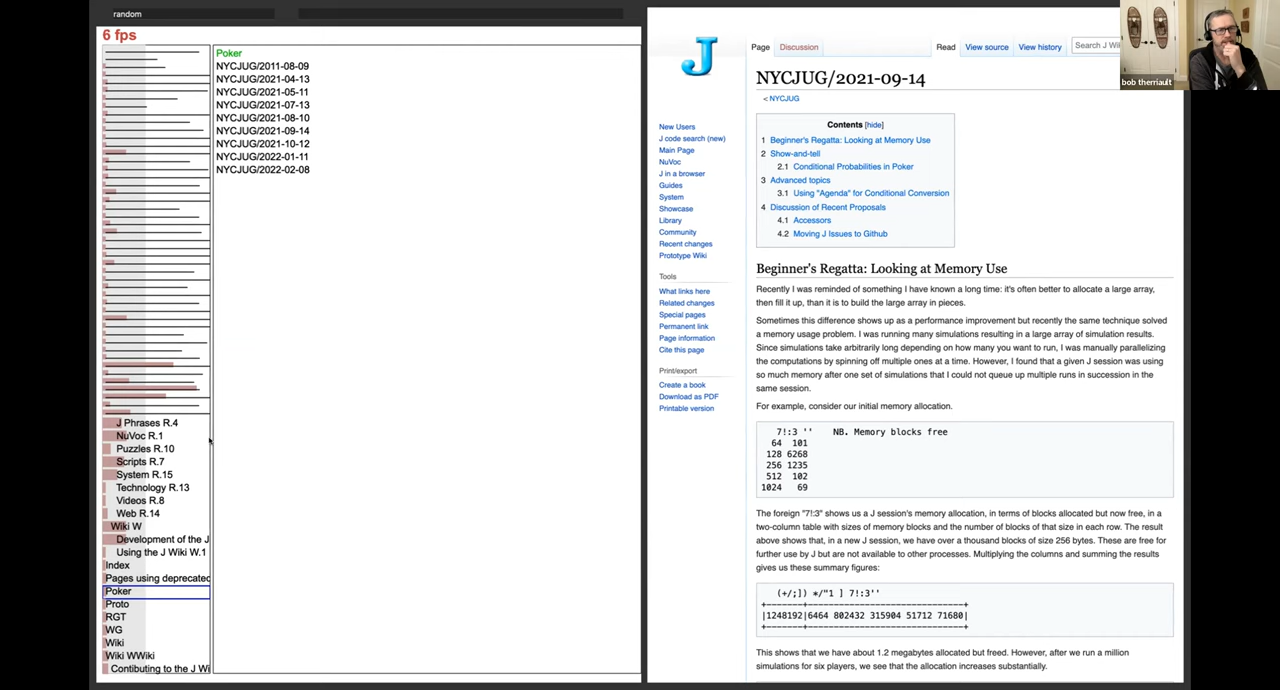 random
6 fps
Poker
NYCJUG/2011-08-09
NYCJUG/2021-04-13
NYCJUG/2021-05-11
NYCJUG/2021-07-13
NYCJUG/2021-08-10
NYCJUG/2021-09-14
NYCJUG/2021-10-12
NYCJUG/2022-01-11
NYCJUG/2022-02-08
J Phrases R.4
NuVoc R.1
Puzzles R.10
Scripts R.7
System R.15
Technology R.13
Videos R.8
Web R.14
Wiki W
Development of the J
Using the J Wiki W.1
Index
Pages using deprecated
Poker
Proto
RGT
WG
Wiki
Wiki WWiki
Contibuting to the J Wi
J
New Users
J code search (new)
Main Page
NuVoc
J in a browser
Guides
System
Showcase
Library
Community
Recent changes
Prototype Wiki
Tools
What links here
Related changes
Special pages
Permanent link
Page information
Cite this page
Print/export
Create a book
Download as PDF
Printable version
Page Discussion Read View source View history Search J Wi
NYCJUG/2021-09-14
< NYCJUG
Contents [hide]
1 Beginner's Regatta: Looking at Memory Use
2 Show-and-tell
2.1 Conditional Probabilities in Poker
3 Advanced topics
3.1 Using "Agenda" for Conditional Conversion
4 Discussion of Recent Proposals
4.1 Accessors
4.2 Moving J Issues to Github
Beginner's Regatta: Looking at Memory Use
Recently I was reminded of something I have known a long time: it's often better to allocate a large array,
then fill it up, than it is to build the large array in pieces.
Sometimes this difference shows up as a performance improvement but recently the same technique solved
a memory usage problem. I was running many simulations resulting in a large array of simulation results.
Since simulations take arbitrarily long depending on how many you want to run, I was manually parallelizing
the computations by spinning off multiple ones at a time. However, I found that a given J session was using
so much memory after one set of simulations that I could not queue up multiple runs in succession in the
same session.
For example, consider our initial memory allocation.
7!:3 '' NB. Memory blocks free
64 101
128 6268
256 1235
512 102
1024 69
The foreign "7!:3" shows us a J session's memory allocation, in terms of blocks allocated but now free, in a
two-column table with sizes of memory blocks and the number of blocks of that size in each row. The result
above shows that, in a new J session, we have over a thousand blocks of size 256 bytes. These are free for
further use by J but are not available to other processes. Multiplying the columns and summing the results
gives us these summary figures:
(+/;]) */"1 ] 7!:3''
+-------+--------------------------------+
|1248192|6464 802432 315904 51712 71680|
+-------+--------------------------------+
This shows that we have about 1.2 megabytes allocated but freed. However, after we run a million
simulations for six players, we see that the allocation increases substantially.
bob therriault